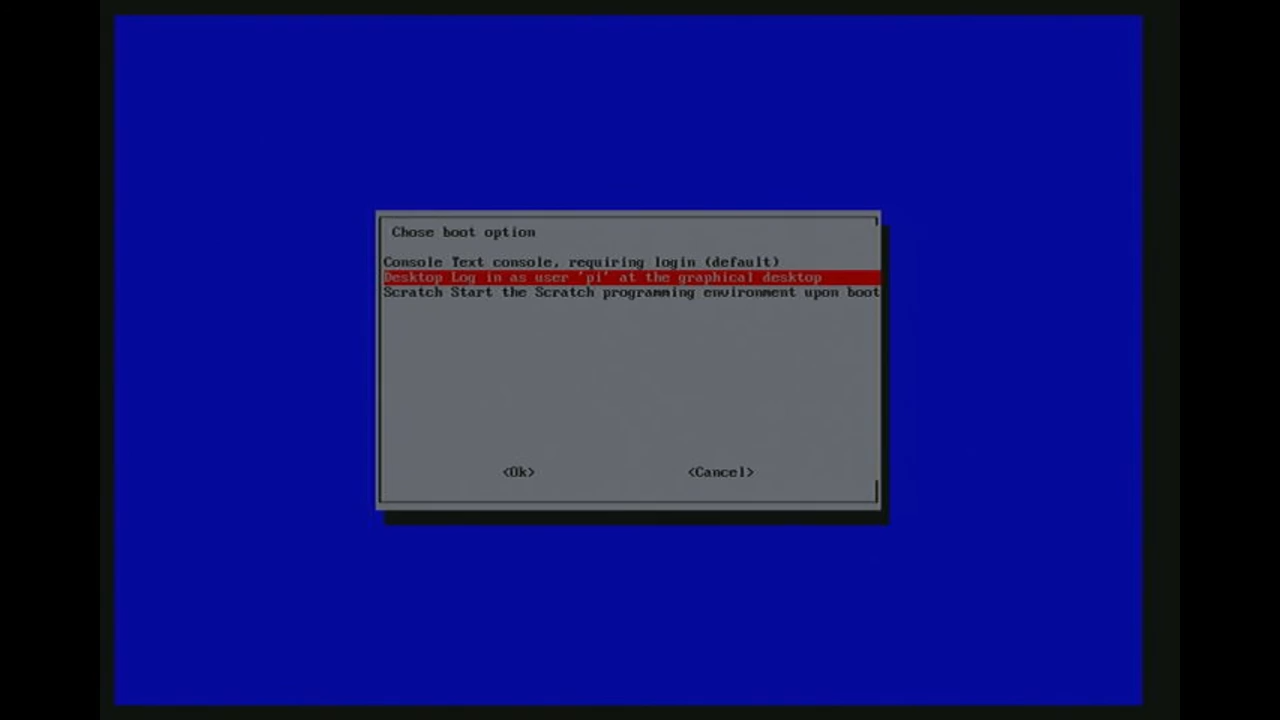 Chose boot option
Console Text console, requiring login (default)
Desktop Log in as user 'pi' at the graphical desktop
Scratch Start the Scratch programming environment upon boot
<Ok> <Cancel>